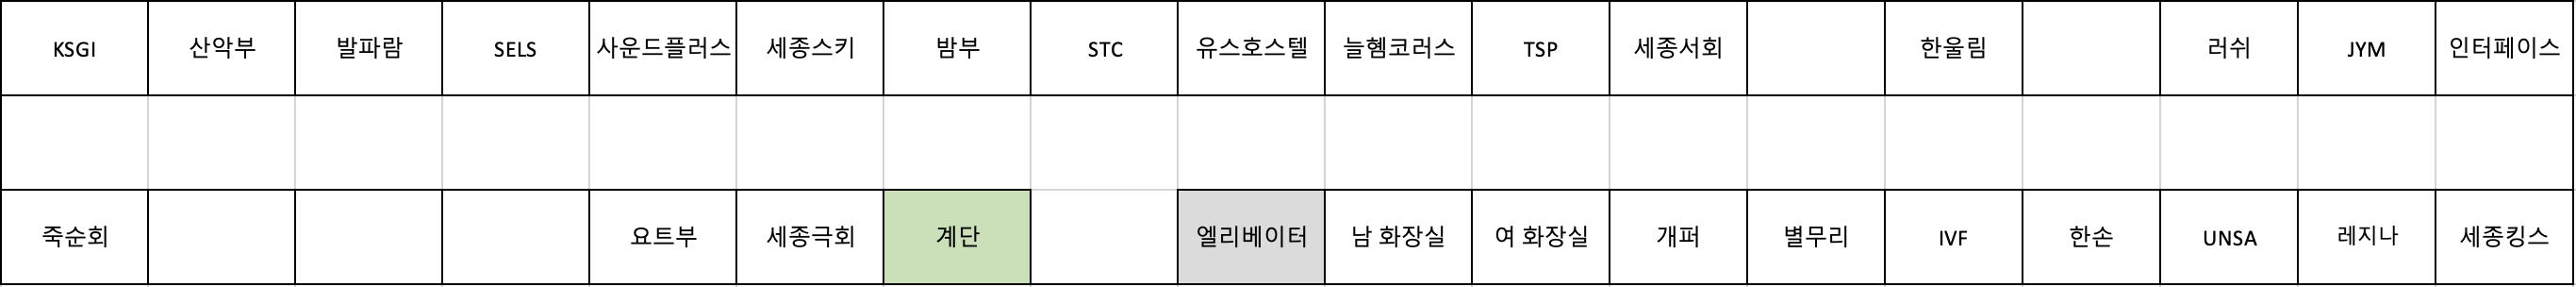 KSGI 산악부 발파람 SELS 사운드플러스 세종스키 밤부 STC 유스호스텔 늘혬코러스 TSP 세종서회 한울림 러쉬 JYM 인터페이스
죽순회 요트부 세종극회 계단 엘리베이터 남 화장실 여 화장실 개퍼 별무리 IVF 한손 UNSA 레지나 세종킹스